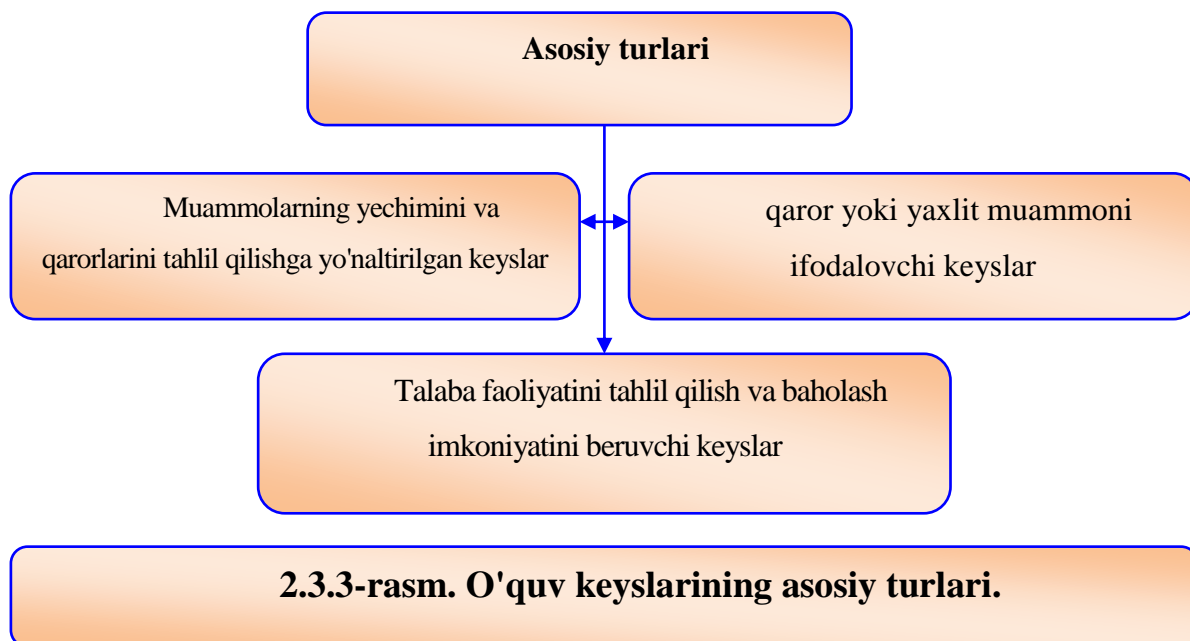 Asosiy turlari
Muammolarning yechimini va
qarorlarini tahlil qilishga yo'naltirilgan keyslar
qaror yoki yaxlit muammoni
ifodalovchi keyslar
Talaba faoliyatini tahlil qilish va baholash
imkoniyatini beruvchi keyslar
2.3.3-rasm. O'quv keyslarining asosiy turlari.